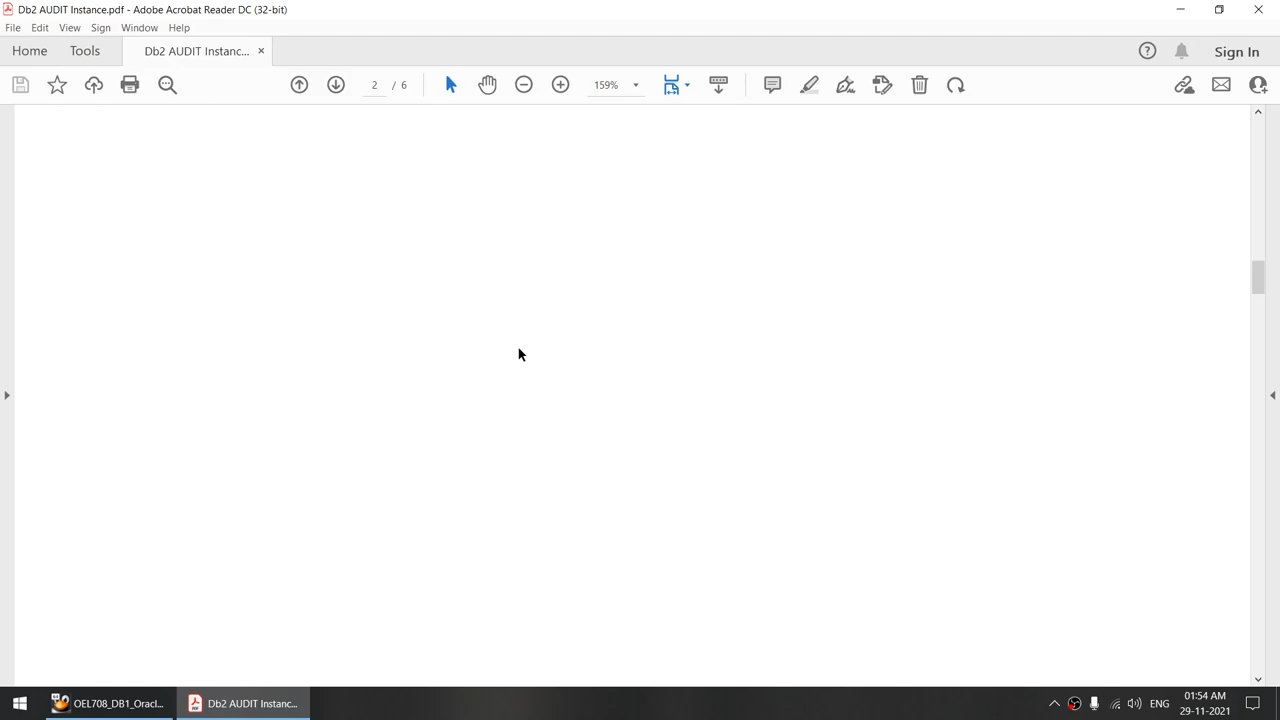 Db2 AUDIT Instance.pdf - Adobe Acrobat Reader DC (32-bit)
File Edit View Sign Window Help
Home Tools Db2 AUDIT Instanc... × Sign In
2 / 6 159%
OEL708_DB1_Oracl... Db2 AUDIT Instanc... ENG 01:54 AM
29-11-2021